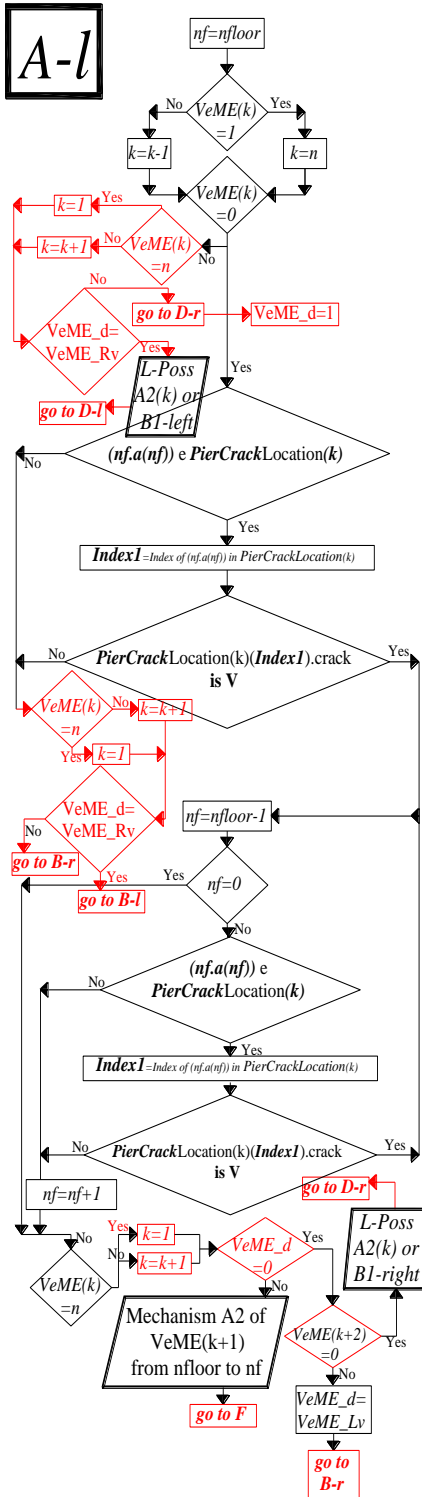 A-l
nf=nfloor
No
VeME(k)
=1
Yes
k=k-1
k=n
VeME(k)
=0
k=1
Yes
k=k+1
No
VeME(k)
=n
No
No
go to D-r
VeME_d=1
VeME_d=
VeME_Rv
Yes
L-Poss
A2(k) or
B1-left
go to D-l
Yes
(nf.a(nf)) e PierCrackLocation(k)
No
Yes
Index1=Index of (nf.a(nf)) in PierCrackLocation(k)
No
PierCrackLocation(k)(Index1).crack
is V
Yes
VeME(k)
=n
No
k=k+1
Yes
k=1
VeME_d=
VeME_Rv
nf=nfloor-1
No
go to B-r
Yes
go to B-l
Yes
nf=0
No
(nf.a(nf)) e
PierCrackLocation(k)
No
Yes
Index1=Index of (nf.a(nf)) in PierCrackLocation(k)
No
PierCrackLocation(k)(Index1).crack
is V
Yes
go to D-r
nf=nf+1
No
VeME(k)
=n
Yes
k=1
No
k=k+1
VeME_d
=0
Yes
L-Poss
A2(k) or
B1-right
No
Mechanism A2 of
VeME(k+1)
from nfloor to nf
VeME(k+2)
=0
Yes
go to F
No
VeME_d=
VeME_Lv
go to
B-r